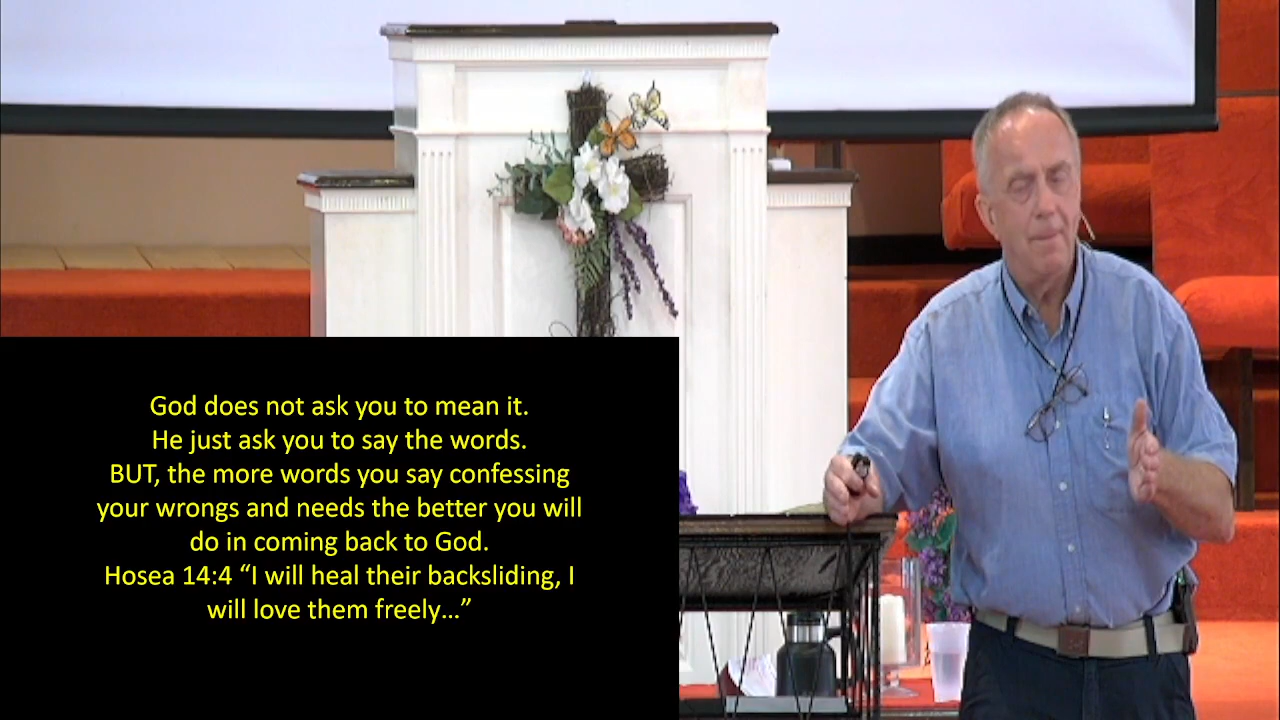 God does not ask you to mean it.
He just ask you to say the words.
BUT, the more words you say confessing
your wrongs and needs the better you will
do in coming back to God.
Hosea 14:4 “I will heal their backsliding, I
will love them freely…”